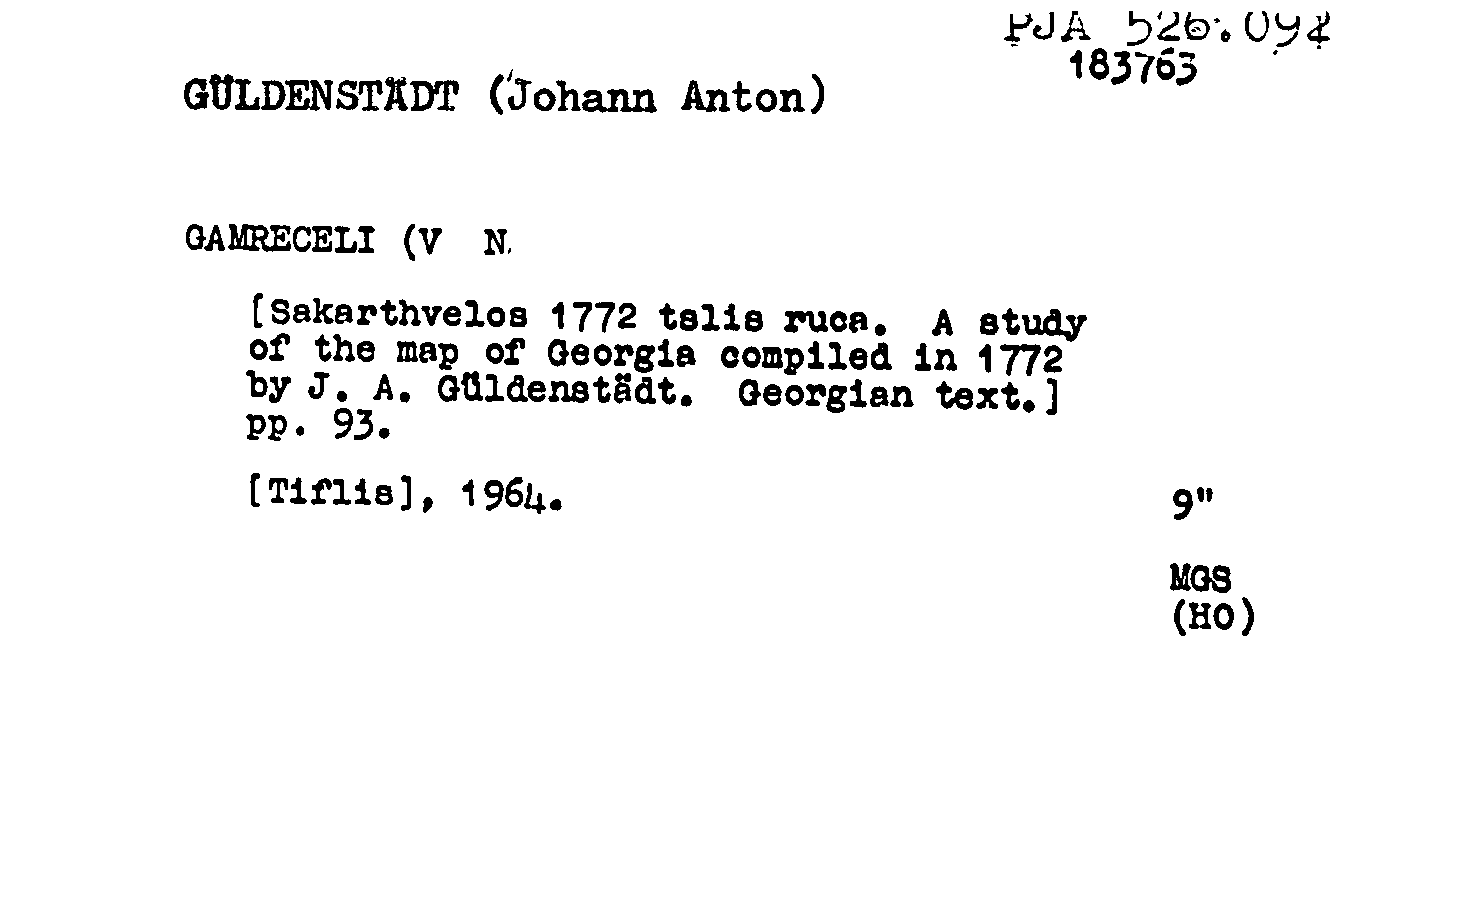 PJA 526.092
183763
GÜLDENSTÄDT (Johann Anton)
GAMRECELI (V N.
[Sakarthvelos 1772 tslis ruca. A study
of the map of Georgia compiled in 1772
by J. A. Güldenstädt. Georgian text.]
pp. 93.
[Tiflis], 1964.
9"
MGS
(HO)